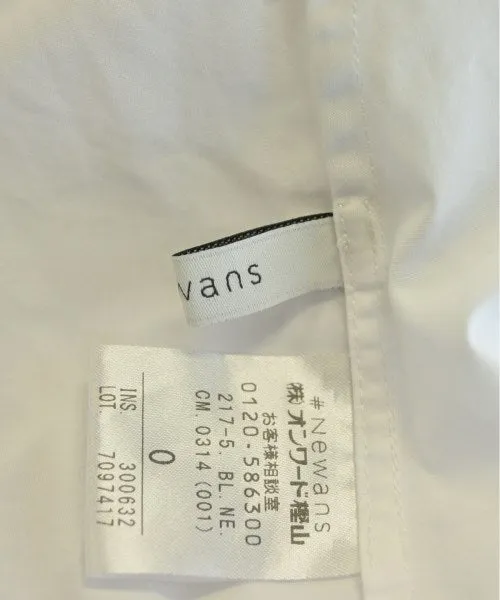 vans
#Newans
㈱オンワード樫山
お客様相談室
0120-586300
217-5. BL. NE.
CM. 0314 (001)
0
INS. 300632
LOT. 7097417